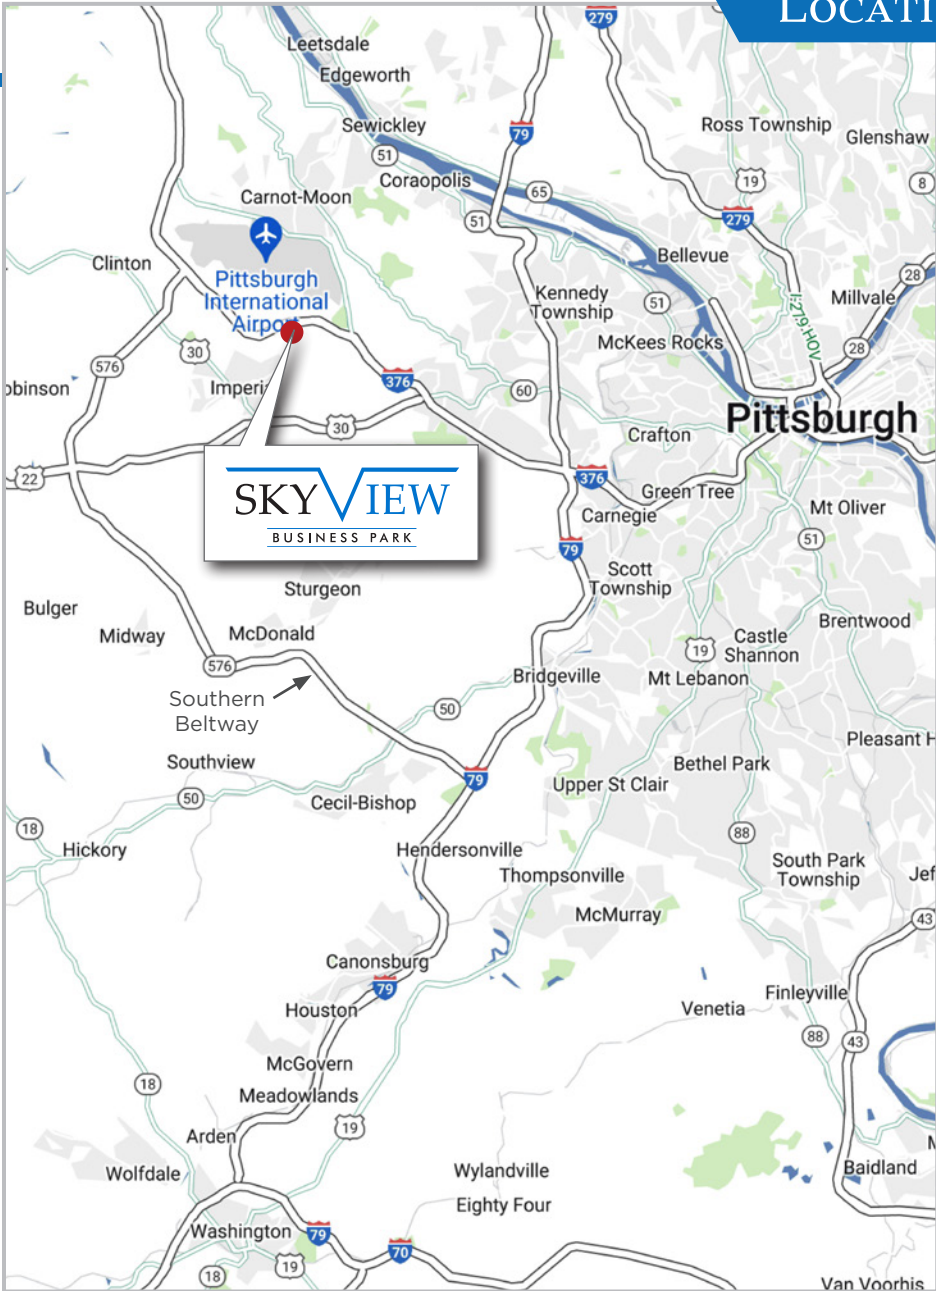 LOCATI
279
Leetsdale
Edgeworth
79
Sewickley
Ross Township
Glenshaw
51
Coraopolis
65
19
8
Carnot-Moon
51
279
Pittsburgh
International
Airport
Clinton
Bellevue
28
Kennedy
Township
51
Millvale
I-279 HOV
McKees Rocks
28
30
576
obinson
Imperi
376
60
Pittsburgh
30
Crafton
22
376
Green Tree
SKYVIEW
BUSINESS PARK
Carnegie
Mt Oliver
79
51
Scott
Township
Sturgeon
Bulger
Midway
McDonald
Brentwood
Castle
Shannon
576
19
Bridgeville
Mt Lebanon
Southern
Beltway
50
Pleasant H
Southview
79
Bethel Park
Upper St Clair
50
Cecil-Bishop
18
88
Hickory
Hendersonville
South Park
Township
Thompsonville
Jef
McMurray
43
Canonsburg
79
Houston
Finleyville
Venetia
88
43
McGovern
18
Meadowlands
19
Arden
Wolfdale
Wylandville
Baidland
Eighty Four
Washington
79
70
18
19
Van Voorhis